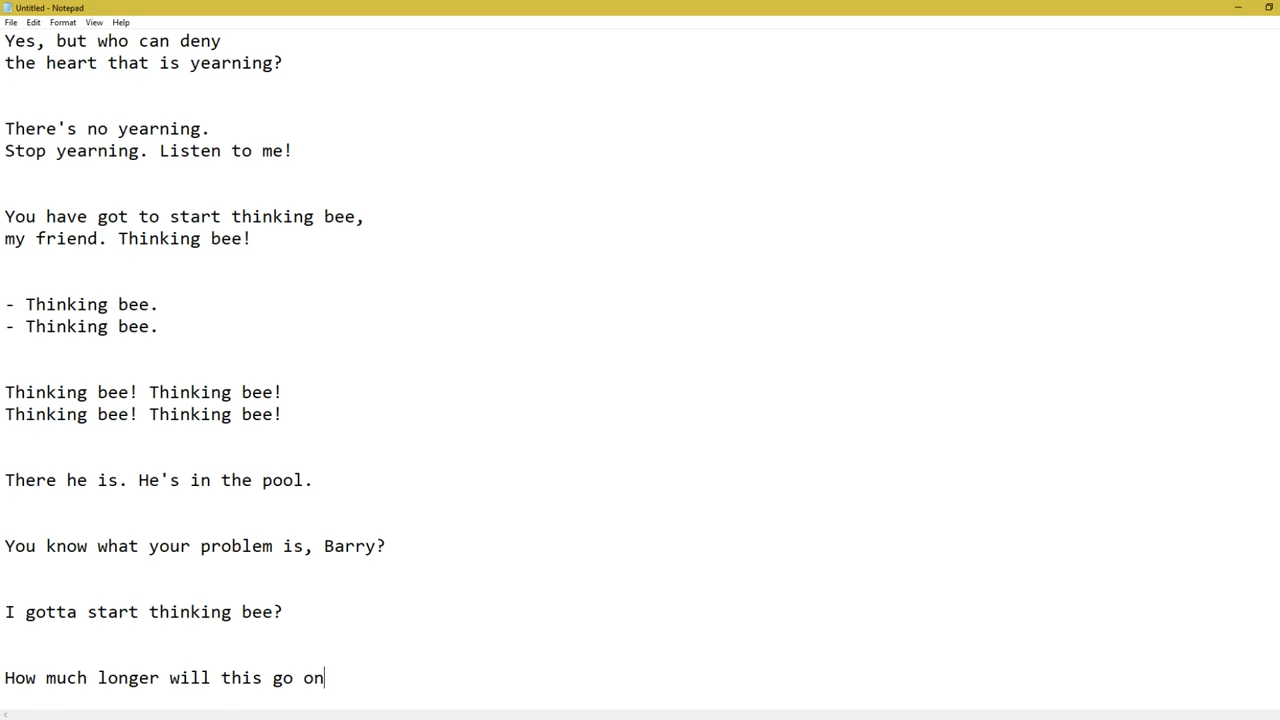 Untitled - Notepad
File Edit Format View Help
Yes, but who can deny
the heart that is yearning?
There's no yearning.
Stop yearning. Listen to me!
You have got to start thinking bee,
my friend. Thinking bee!
- Thinking bee.
- Thinking bee.
Thinking bee! Thinking bee!
Thinking bee! Thinking bee!
There he is. He's in the pool.
You know what your problem is, Barry?
I gotta start thinking bee?
How much longer will this go on